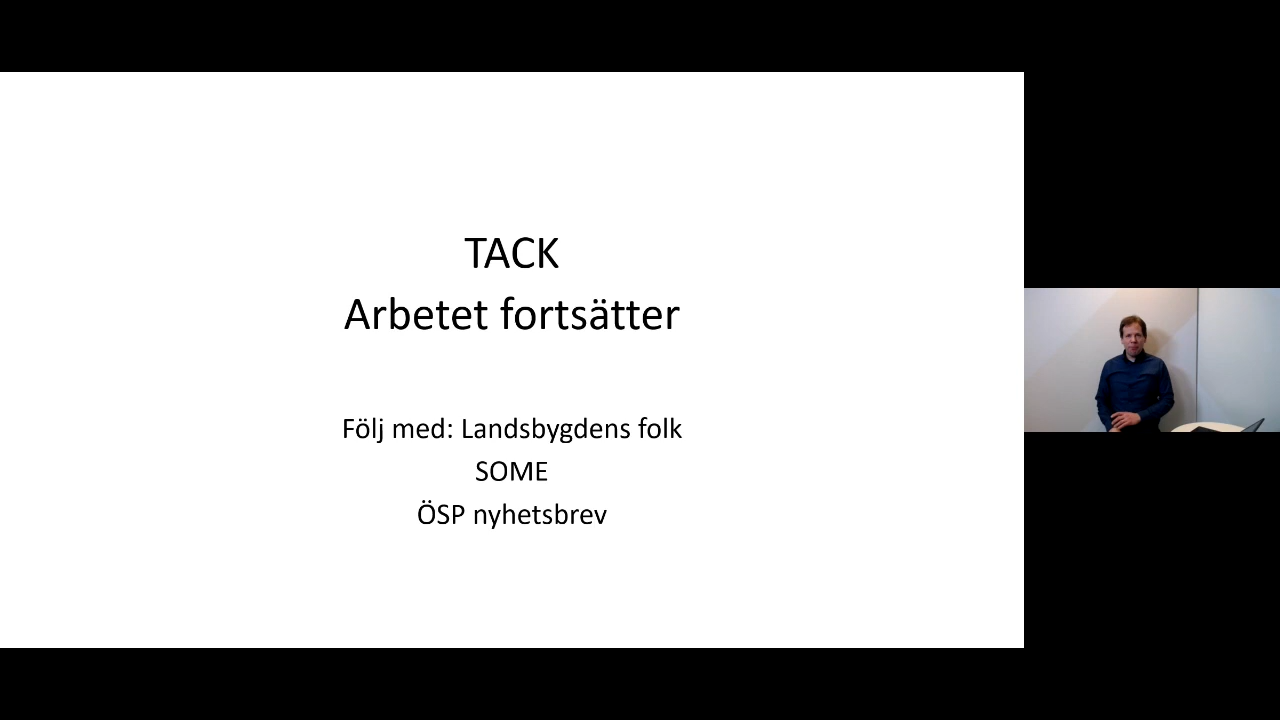 TACK
Arbetet fortsätter
Följ med: Landsbygdens folk
SOME
ÖSP nyhetsbrev